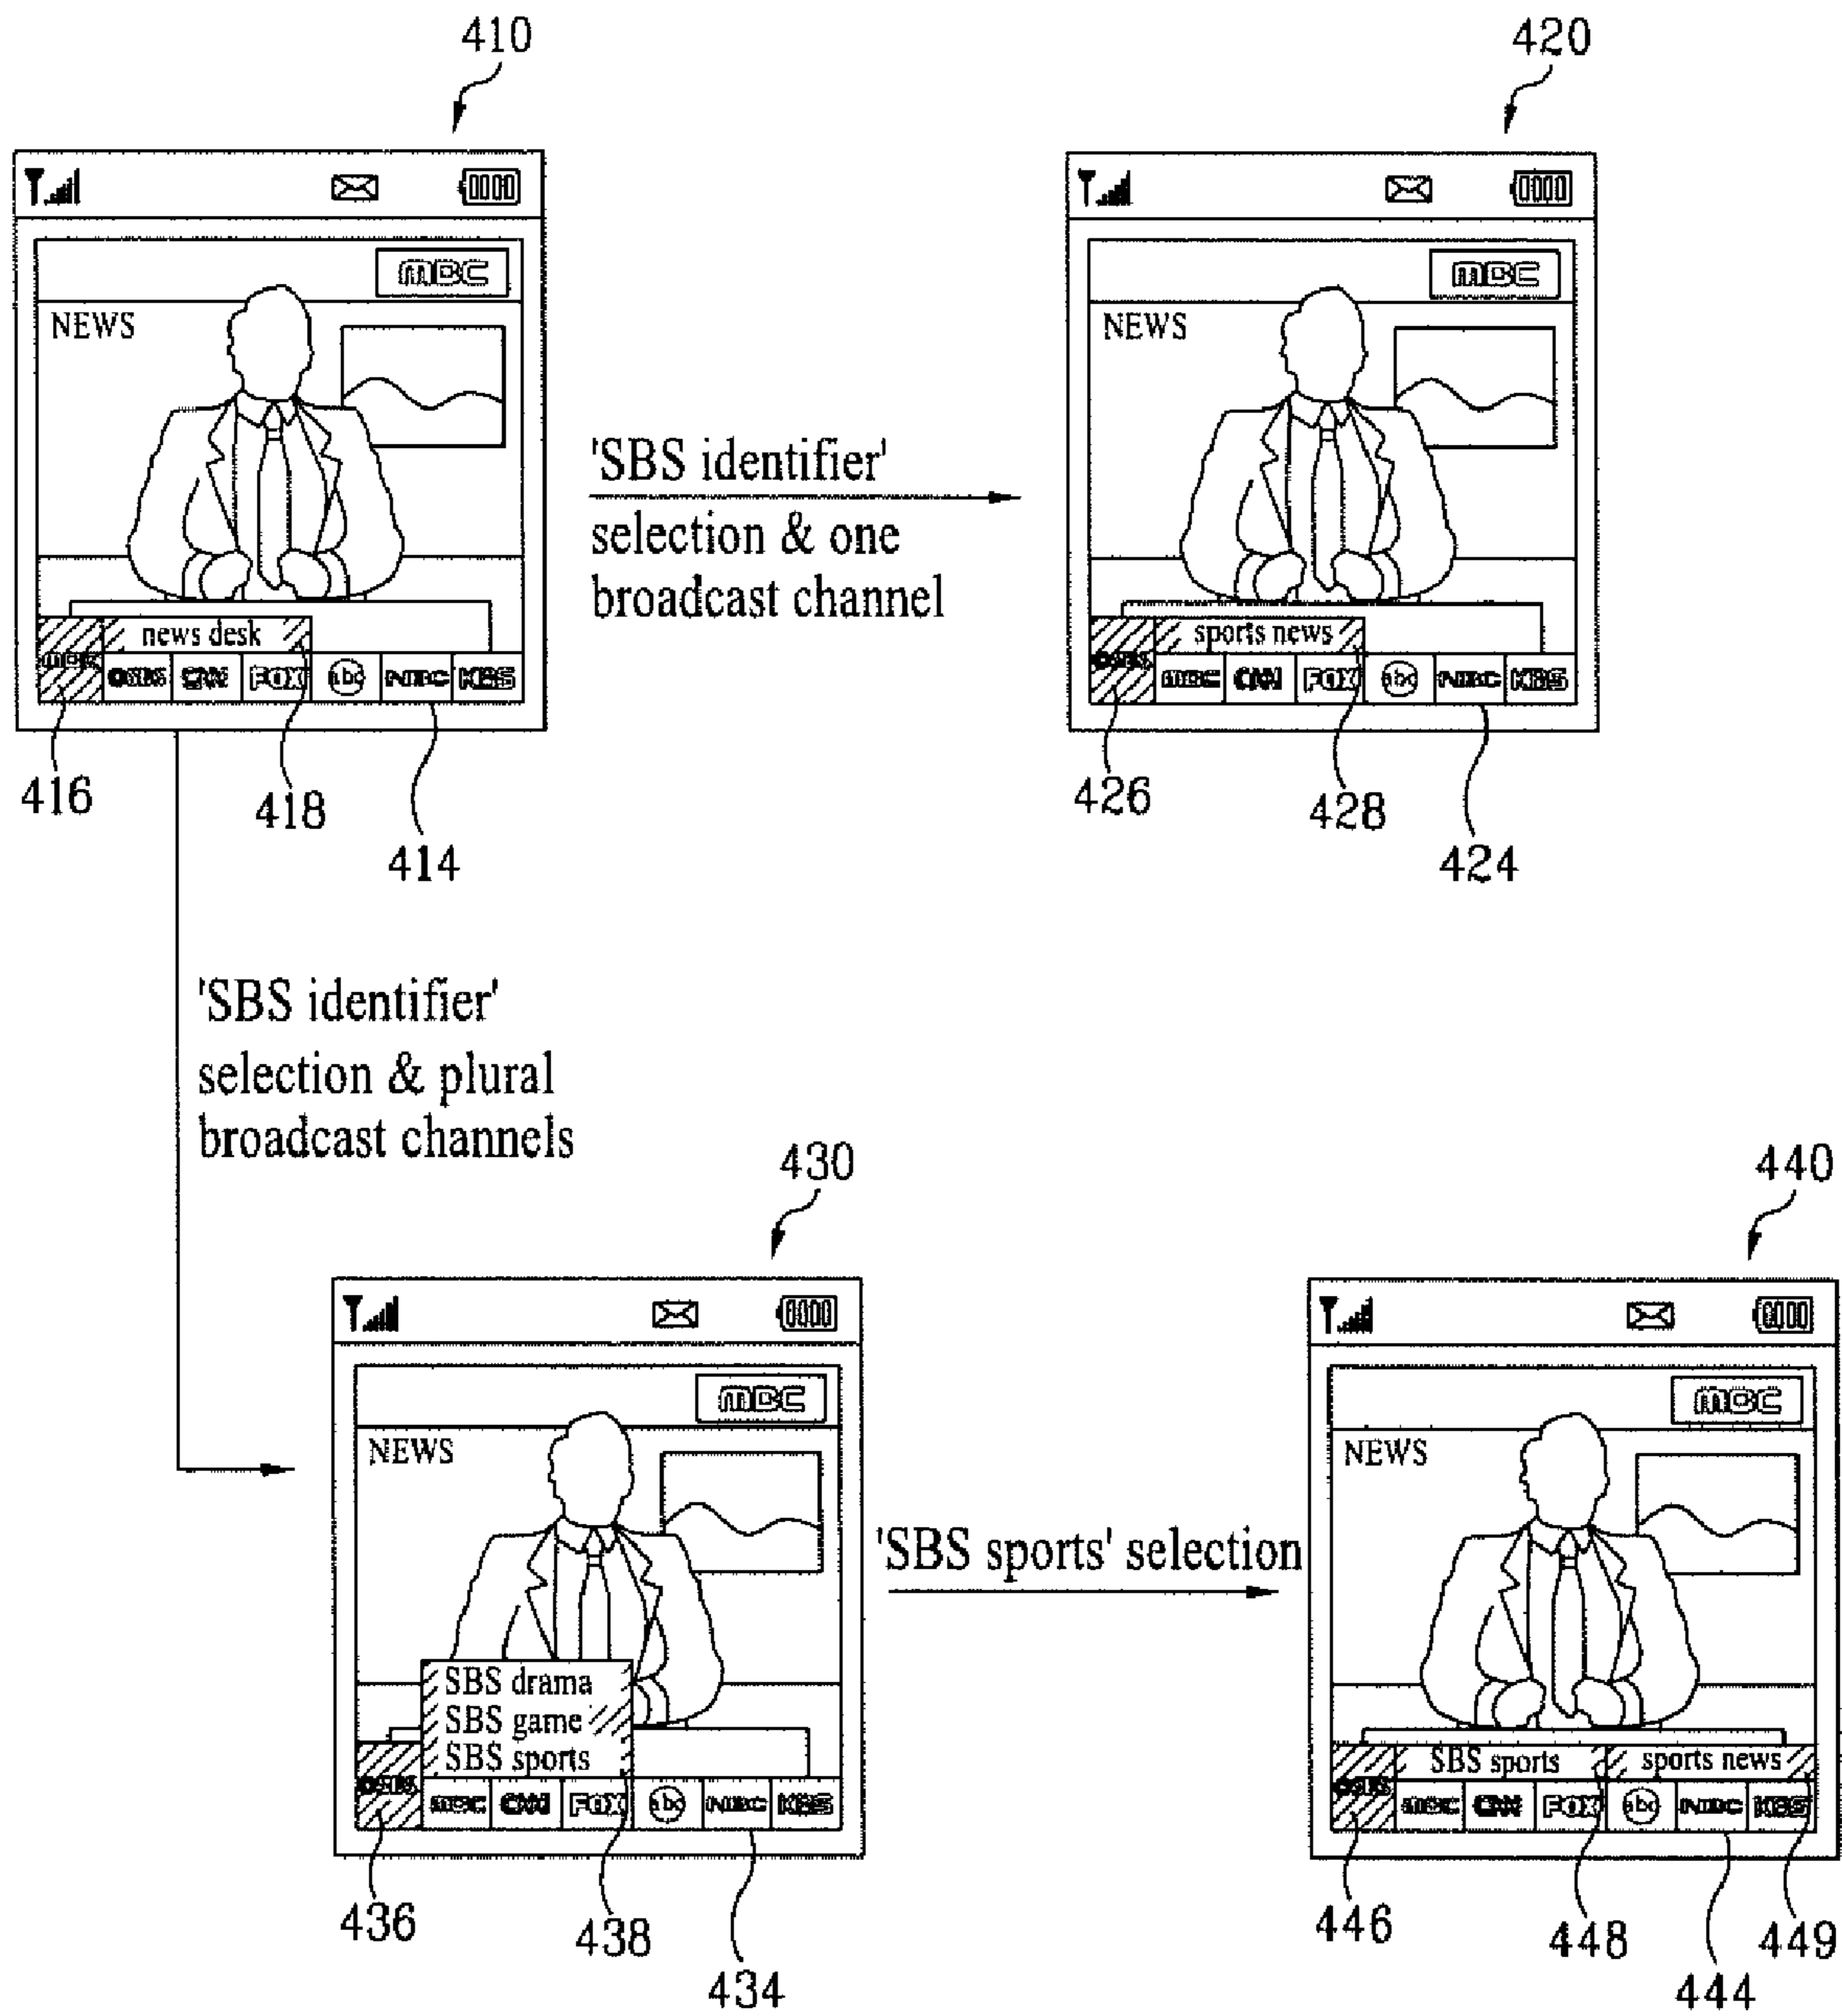 410
420
MBC
NEWS
news desk
SBS
CNN
FOX
abc
NBC
KBS
416
418
414
'SBS identifier'
selection & one
broadcast channel
MBC
NEWS
sports news
SBS
MBC
CNN
FOX
abc
NBC
KBS
426
428
424
'SBS identifier'
selection & plural
broadcast channels
430
440
MBC
NEWS
SBS drama
SBS game
SBS sports
SBS
MBC
CNN
FOX
abc
NBC
KBS
436
438
434
'SBS sports' selection
MBC
NEWS
SBS sports
sports news
SBS
MBC
CNN
FOX
abc
NBC
KBS
446
448
449
444